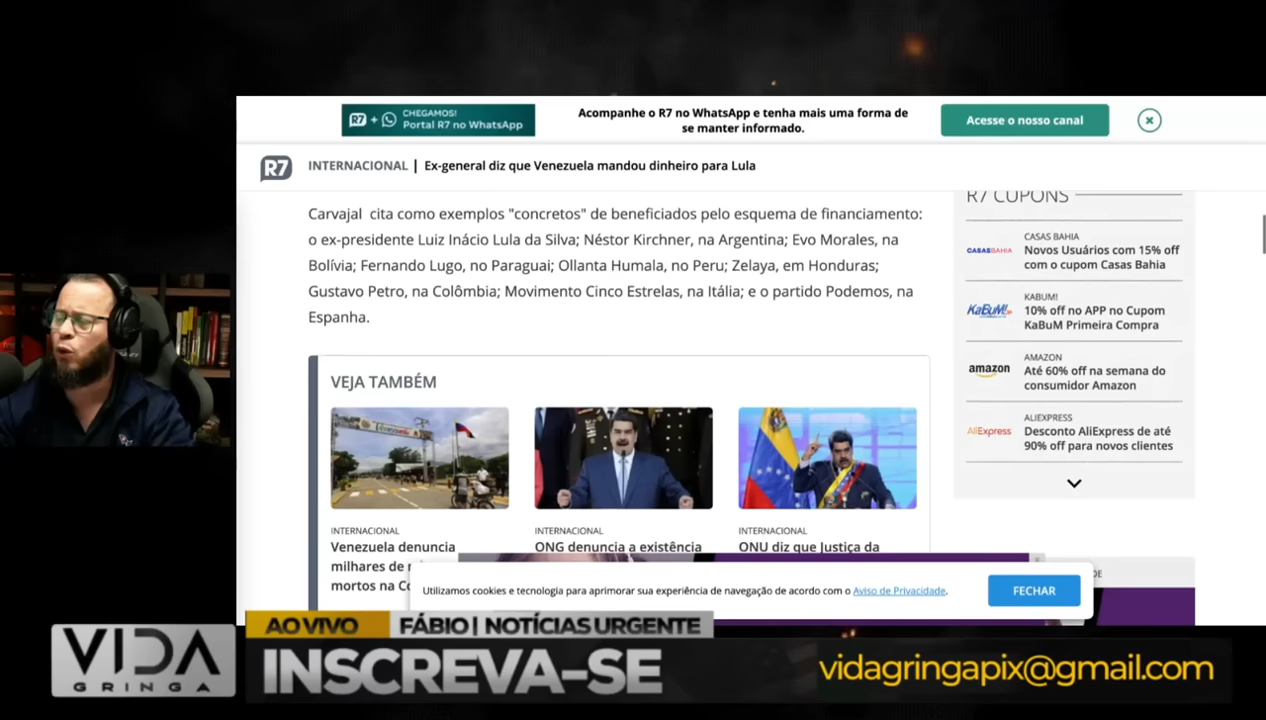 R7 +
CHEGAMOS!
Portal R7 no WhatsApp
Acompanhe o R7 no WhatsApp e tenha mais uma forma de
se manter informado.
Acesse o nosso canal
R7
INTERNACIONAL | Ex-general diz que Venezuela mandou dinheiro para Lula
Carvajal cita como exemplos "concretos" de beneficiados pelo esquema de financiamento:
o ex-presidente Luiz Inácio Lula da Silva; Néstor Kirchner, na Argentina; Evo Morales, na
Bolívia; Fernando Lugo, no Paraguai; Ollanta Humala, no Peru; Zelaya, em Honduras;
Gustavo Petro, na Colômbia; Movimento Cinco Estrelas, na Itália; e o partido Podemos, na
Espanha.
R7 CUPONS
CASASBAHIA
CASAS BAHIA
Novos Usuários com 15% off
com o cupom Casas Bahia
KaBuM!
KABUM!
10% off no APP no Cupom
KaBuM Primeira Compra
amazon
AMAZON
Até 60% off na semana do
consumidor Amazon
AliExpress
ALIEXPRESS
Desconto AliExpress de até
90% off para novos clientes
VEJA TAMBÉM
INTERNACIONAL
Venezuela denuncia
milhares de
mortos na
INTERNACIONAL
ONG denuncia a existência
INTERNACIONAL
ONU diz que Justiça da
DE
Utilizamos cookies e tecnologia para aprimorar sua experiência de navegação de acordo com o Aviso de Privacidade.
FECHAR
AO VIVO
FÁBIO | NOTÍCIAS URGENTE
VIDA
GRINGA
INSCREVA-SE
vidagringapix@gmail.com